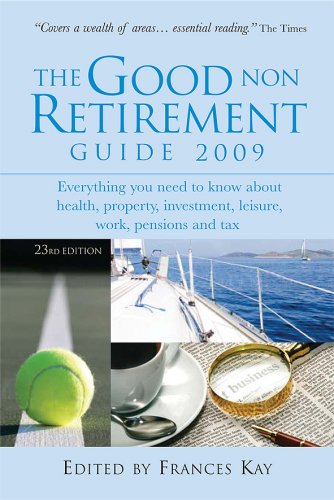 “Covers a wealth of areas... essential reading.” The Times
THE GOOD NON
RETIREMENT
GUIDE 2009
Everything you need to know about
health, property, investment, leisure,
work, pensions and tax
23RD EDITION
business
EDITED BY FRANCES KAY